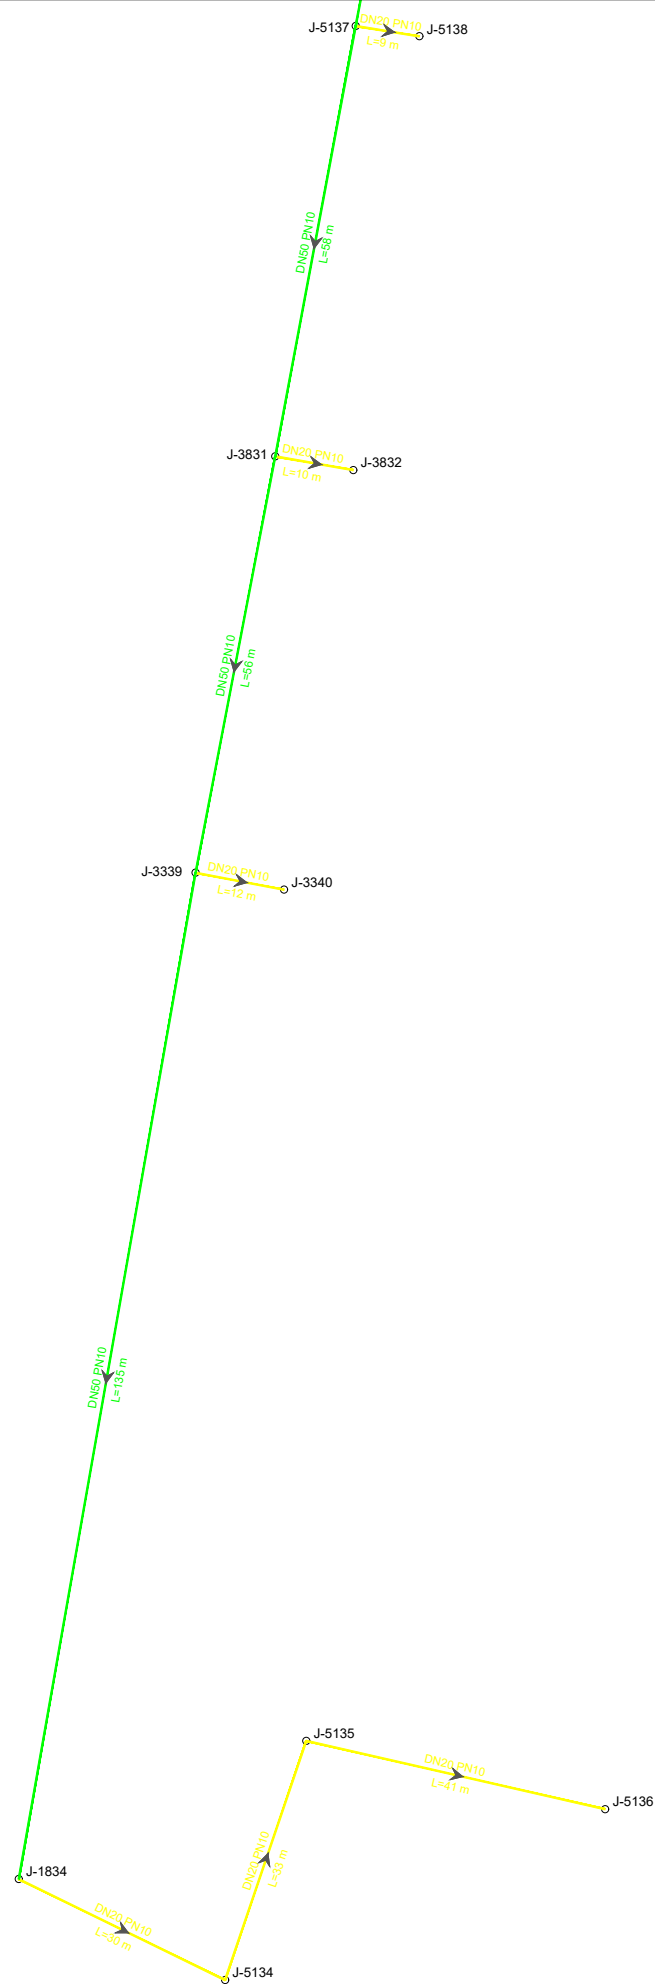 J-5137
DN20 PN10
L=9 m
J-5138
DN50 PN10
L=58 m
J-3831
DN20 PN10
L=10 m
J-3832
DN50 PN10
L=56 m
J-3339
DN20 PN10
L=12 m
J-3340
DN50 PN10
L=135 m
J-5135
DN20 PN10
L=41 m
J-5136
DN20 PN10
L=33 m
J-1834
DN20 PN10
L=30 m
J-5134